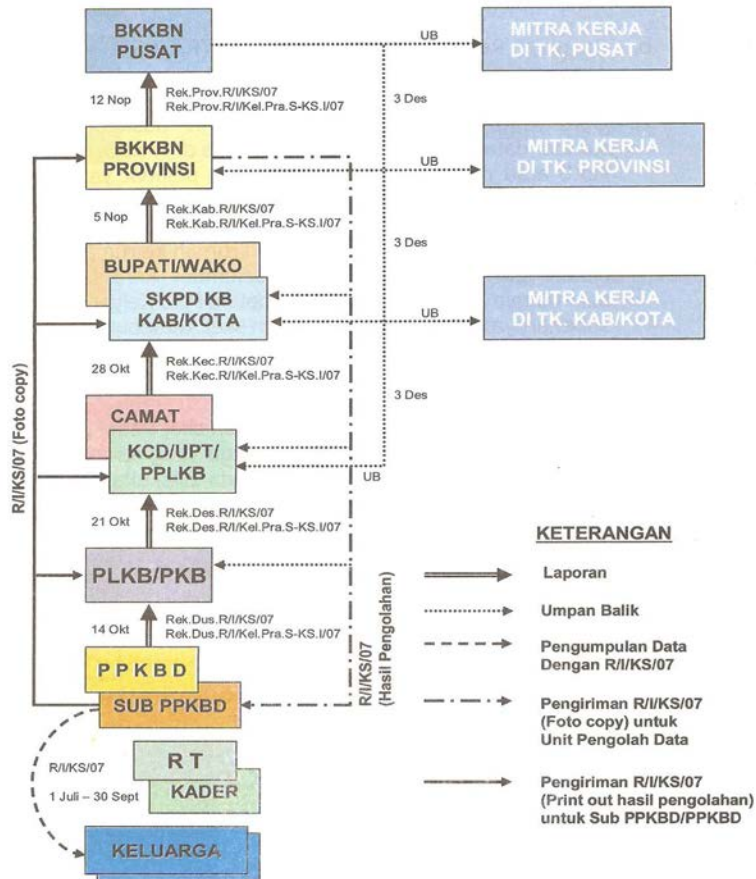 BKKBN
PUSAT
UB
MITRA KERJA
DI TK. PUSAT
12 Nop
Rek.Prov.R/I/KS/07
Rek.Prov.R/I/Kel.Pra.S-KS.I/07
3 Des
BKKBN
PROVINSI
UB
MITRA KERJA
DI TK. PROVINSI
5 Nop
Rek.Kab.R/I/KS/07
Rek.Kab.R/I/Kel.Pra.S-KS.I/07
3 Des
BUPATI/WAKO
SKPD KB
KAB/KOTA
UB
MITRA KERJA
DI TK. KAB/KOTA
28 Okt
Rek.Kec.R/I/KS/07
Rek.Kec.R/I/Kel.Pra.S-KS.I/07
3 Des
CAMAT
KCD/UPT/
PPLKB
UB
R/I/KS/07 (Foto copy)
21 Okt
Rek.Des.R/I/KS/07
Rek.Des.R/I/Kel.Pra.S-KS.I/07
PLKB/PKB
14 Okt
Rek.Dus.R/I/KS/07
Rek.Dus.R/I/Kel.Pra.S-KS.I/07
R/I/KS/07
(Hasil Pengolahan)
P P K B D
SUB PPKBD
R/I/KS/07
1 Juli – 30 Sept
R T
KADER
KELUARGA
KETERANGAN
Laporan
Umpan Balik
Pengumpulan Data
Dengan R/I/KS/07
Pengiriman R/I/KS/07
(Foto copy) untuk
Unit Pengolah Data
Pengiriman R/I/KS/07
(Print out hasil pengolahan)
untuk Sub PPKBD/PPKBD